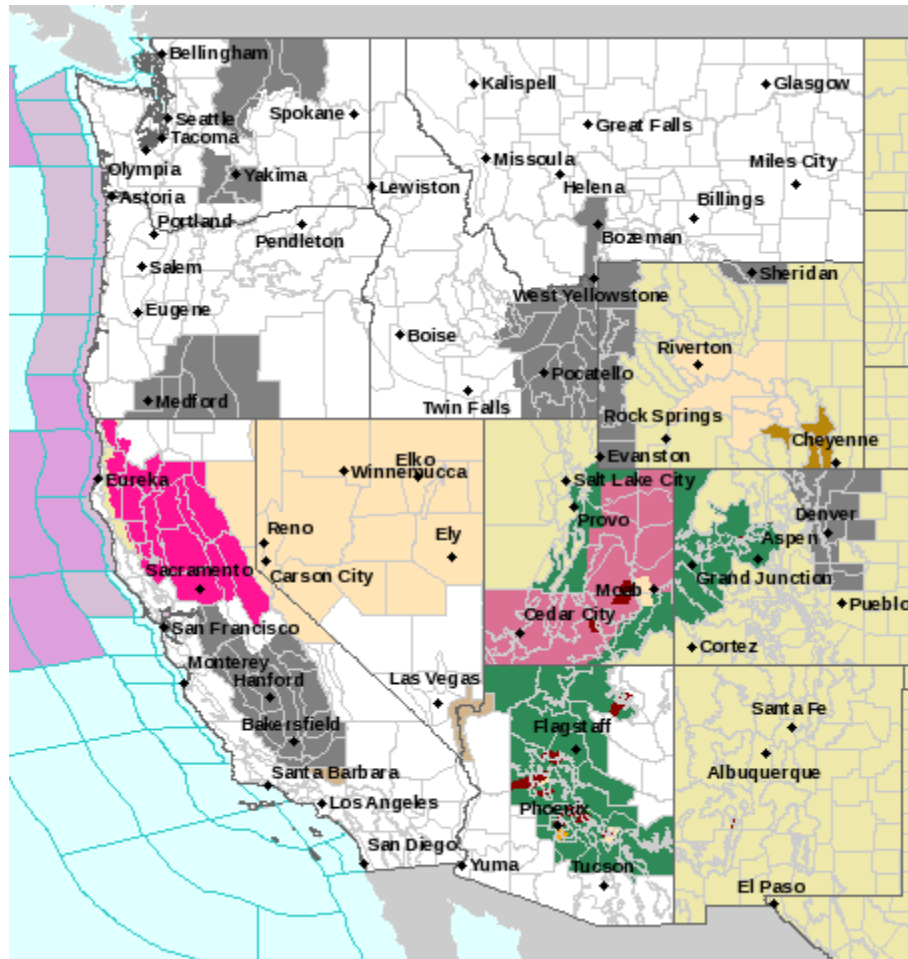 Bellingham
Kalispell
Glasgow
Seattle
Spokane
Great Falls
Tacoma
Olympia
Missoula
Miles City
Yakima
Helena
Lewiston
Astoria
Billings
Portland
Pendleton
Bozeman
Salem
Sheridan
West Yellowstone
Eugene
Boise
Riverton
Pocatello
Medford
Twin Falls
Rock Springs
Cheyenne
Elko
Evanston
Winnemucca
Eureka
Salt Lake City
Provo
Denver
Reno
Ely
Aspen
Sacramento
Carson City
Grand Junction
Moab
Pueblo
Cedar City
San Francisco
Cortez
Monterey
Hanford
Las Vegas
Santa Fe
Bakersfield
Flagstaff
Albuquerque
Santa Barbara
Los Angeles
Phoenix
San Diego
Yuma
Tucson
El Paso